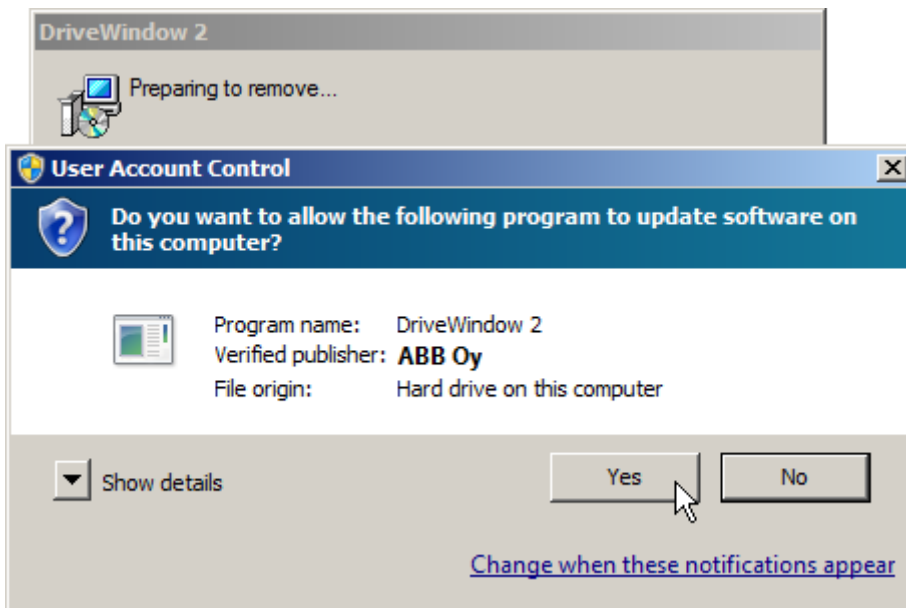 DriveWindow 2
Preparing to remove...
User Account Control
Do you want to allow the following program to update software on
this computer?
Program name: DriveWindow 2
Verified publisher: ABB Oy
File origin: Hard drive on this computer
Show details
Yes
No
Change when these notifications appear